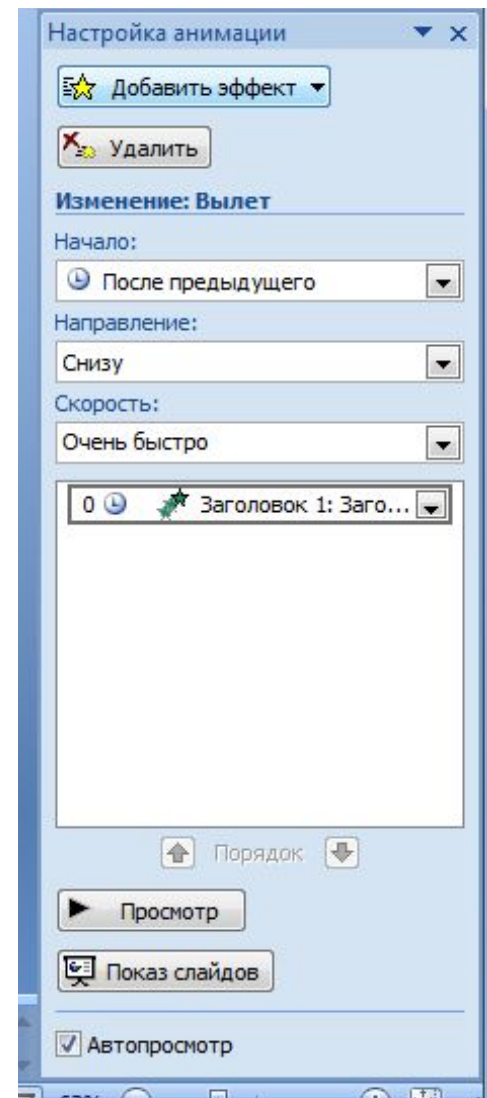 Настройка анимации
Добавить эффект
Удалить
Изменение: Вылет
Начало:
После предыдущего
Направление:
Снизу
Скорость:
Очень быстро
0 Заголовок 1: Заго...
Порядок
Просмотр
Показ слайдов
Автопросмотр